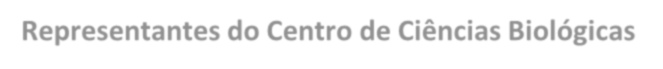 Representantes do Centro de Ciências Biológicas